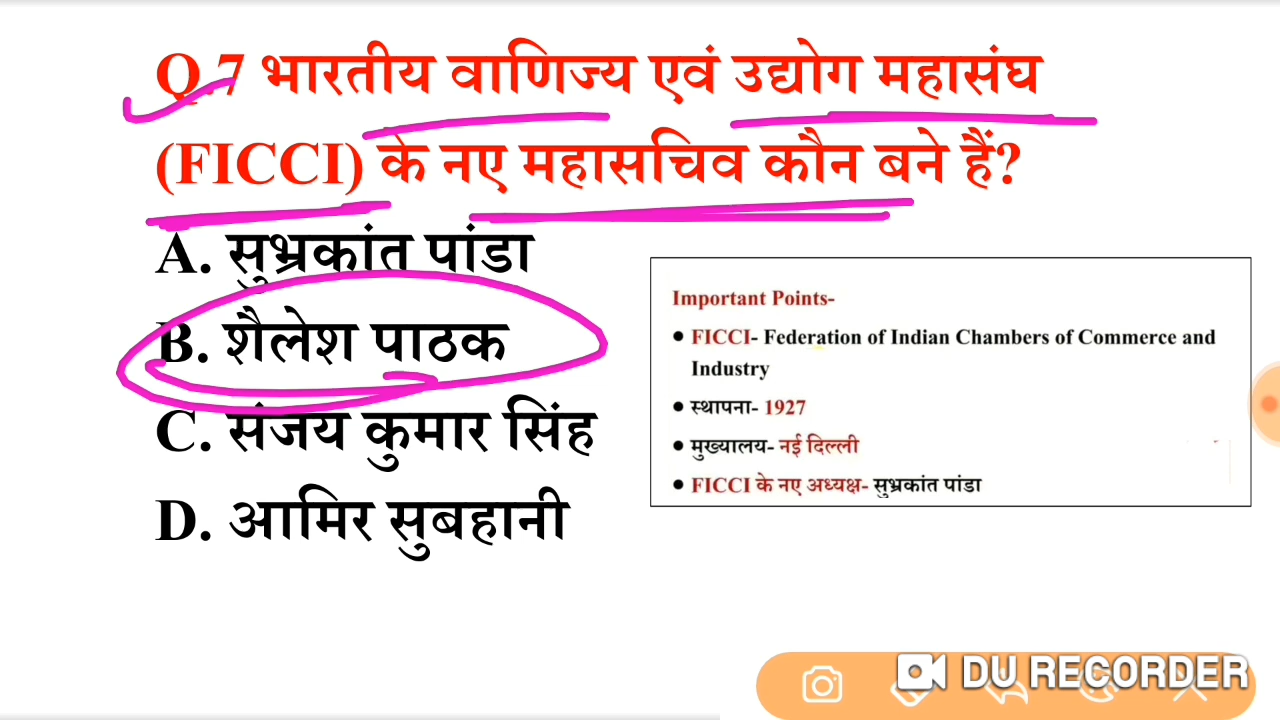 Q.7 भारतीय वाणिज्य एवं उद्योग महासंघ
(FICCI) के नए महासचिव कौन बने हैं?
A. सुभ्रकांत पांडा
B. शैलेश पाठक
C. संजय कुमार सिंह
D. आमिर सुबहानी
Important Points-
● FICCI- Federation of Indian Chambers of Commerce and
Industry
● स्थापना- 1927
● मुख्यालय- नई दिल्ली
● FICCI के नए अध्यक्ष- सुभ्रकांत पांडा
DU RECORDER